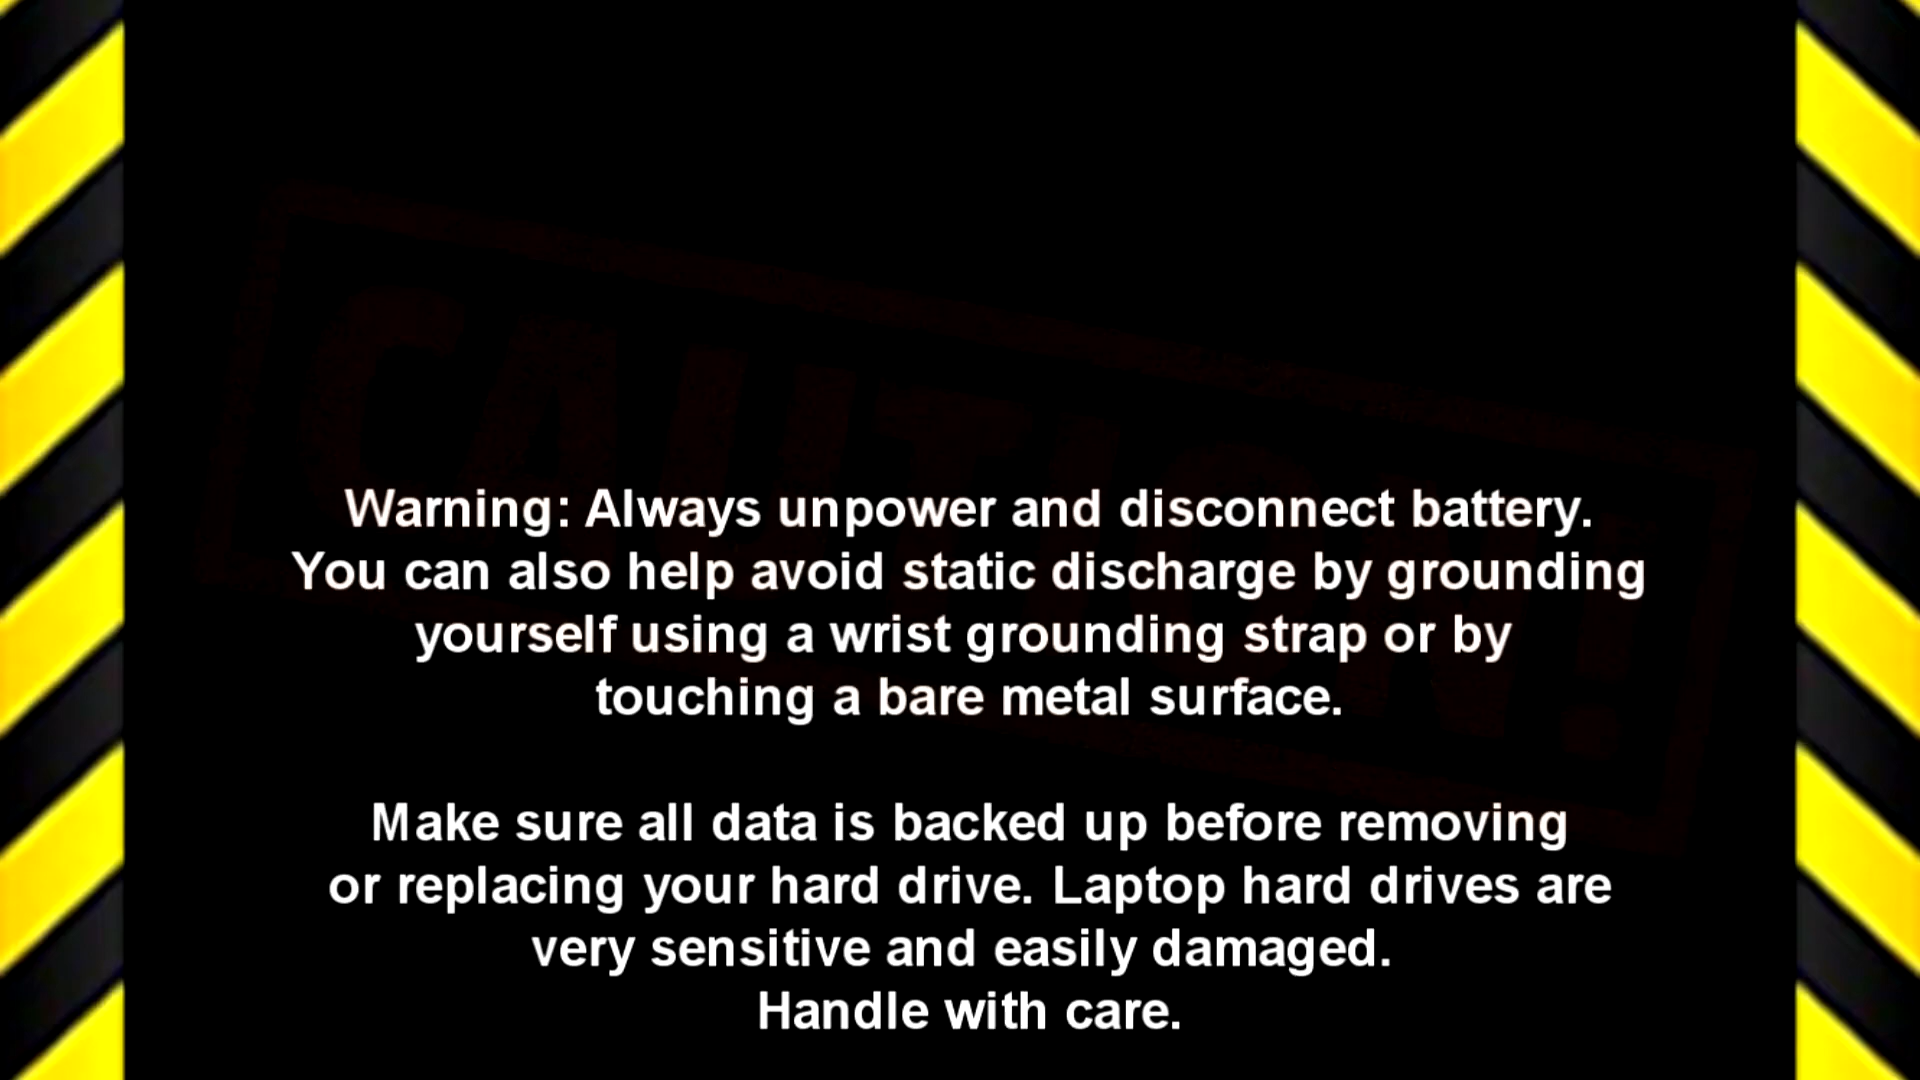 CAUTION!
Warning: Always unpower and disconnect battery.
You can also help avoid static discharge by grounding
yourself using a wrist grounding strap or by
touching a bare metal surface.
Make sure all data is backed up before removing
or replacing your hard drive. Laptop hard drives are
very sensitive and easily damaged.
Handle with care.